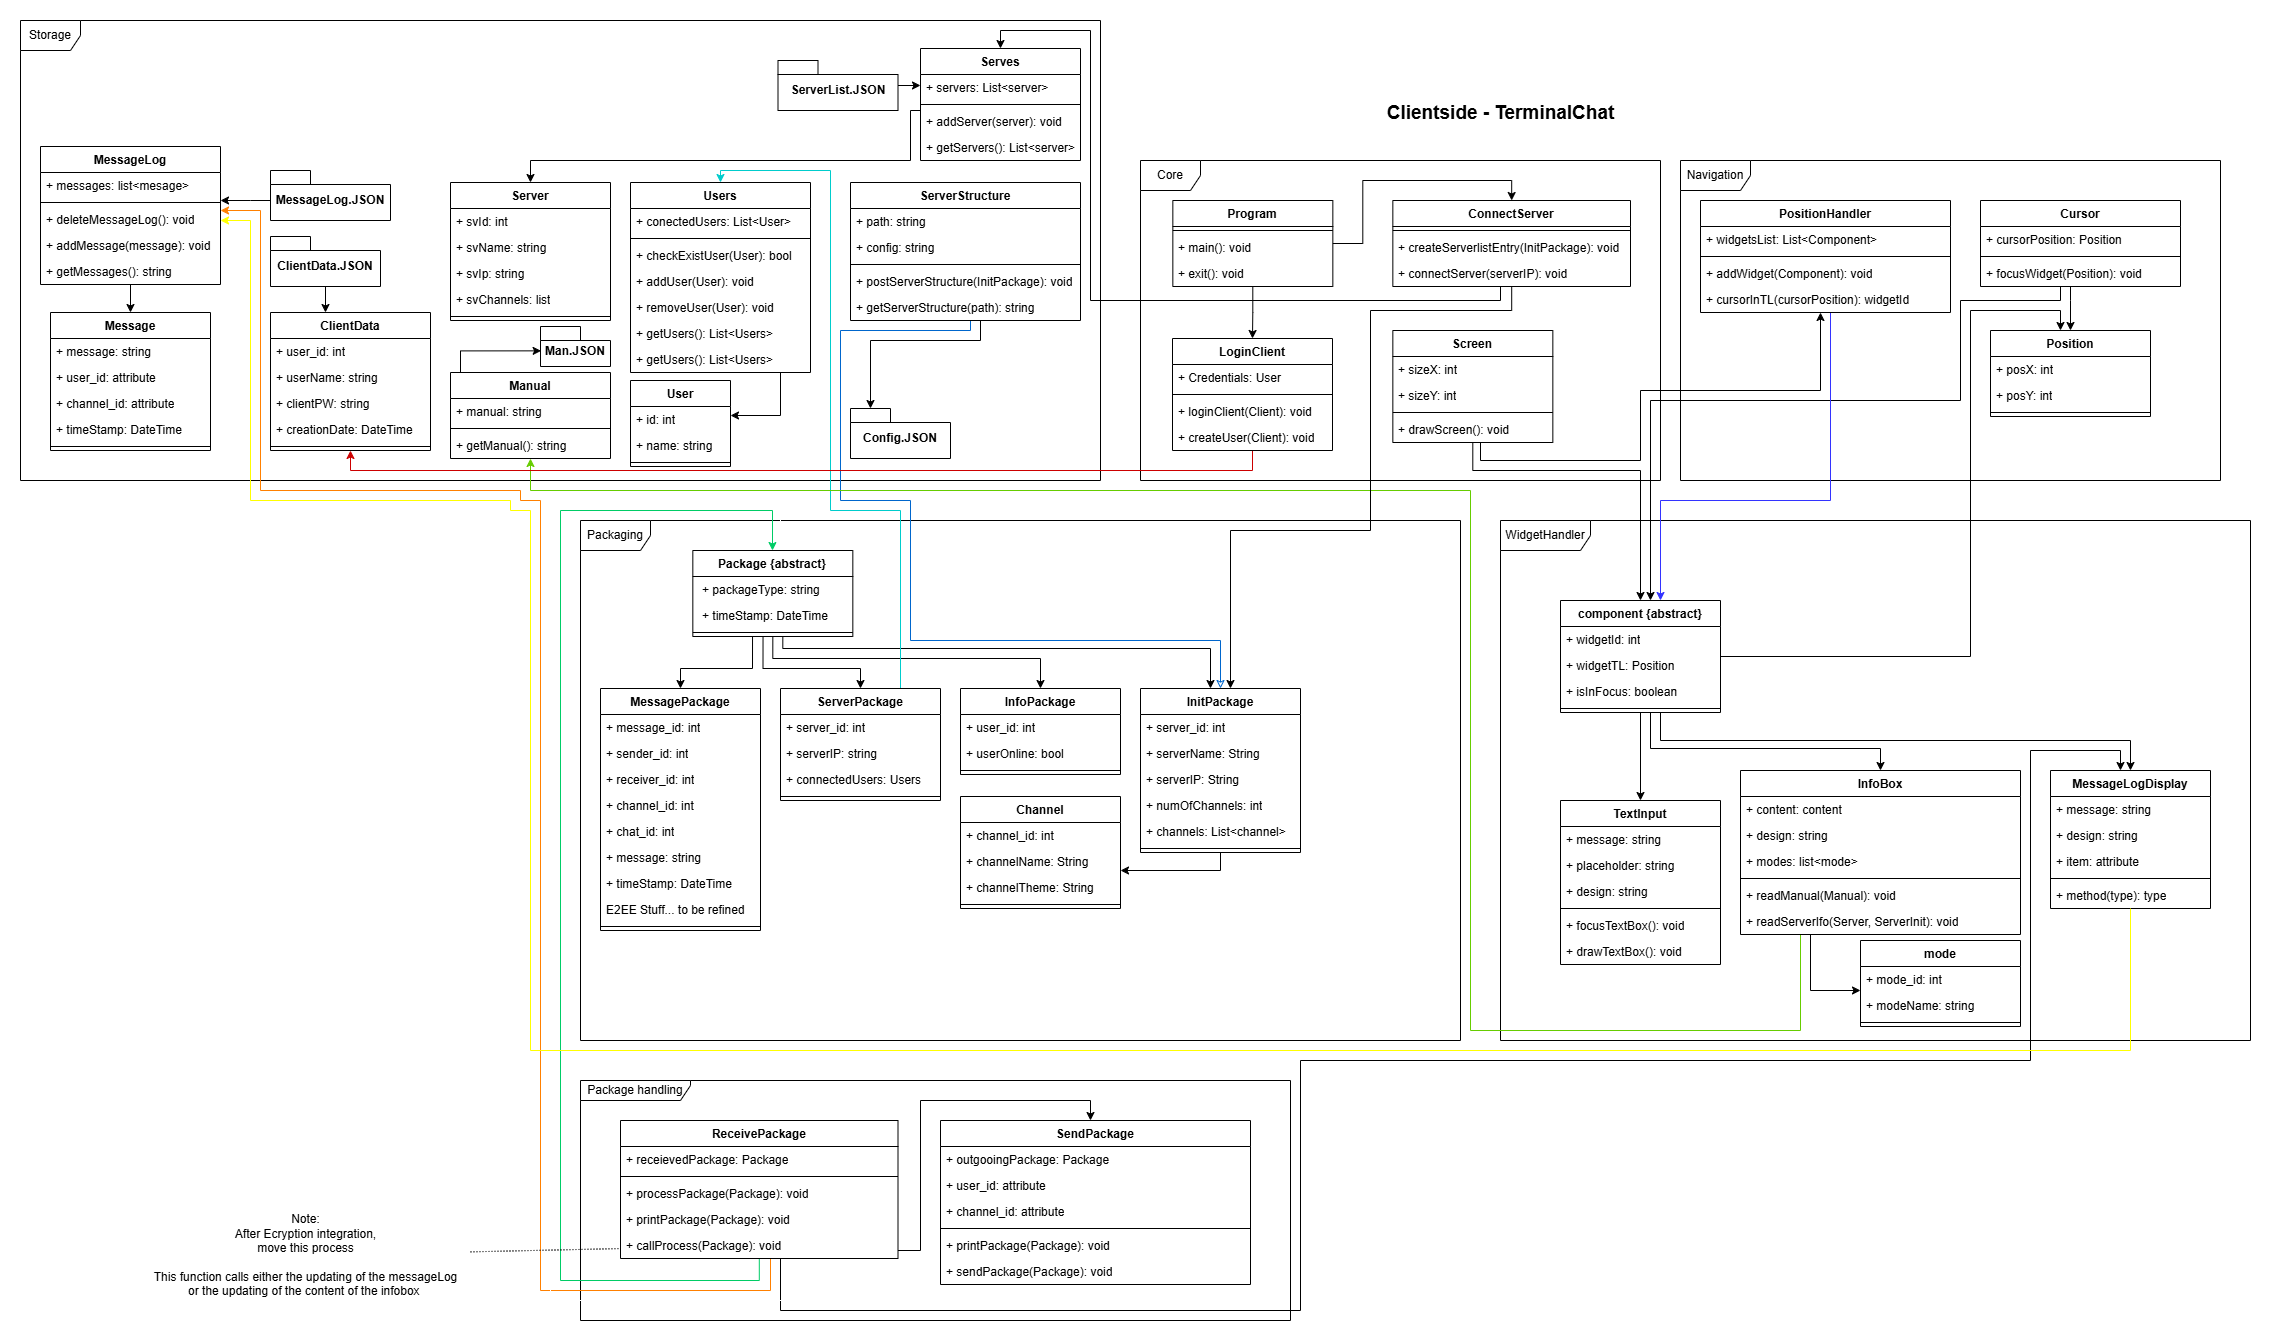 Clientside - TerminalChat
Storage
Serves
+ servers: List<server>
+ addServer(server): void
+ getServers(): List<server>
ServerList.JSON
MessageLog
+ messages: list<mesage>
+ deleteMessageLog(): void
+ addMessage(message): void
+ getMessages(): string
MessageLog.JSON
ClientData.JSON
Message
+ message: string
+ user_id: attribute
+ channel_id: attribute
+ timeStamp: DateTime
ClientData
+ user_id: int
+ userName: string
+ clientPW: string
+ creationDate: DateTime
Server
+ svId: int
+ svName: string
+ svIp: string
+ svChannels: list
Man.JSON
Manual
+ manual: string
+ getManual(): string
Users
+ conectedUsers: List<User>
+ checkExistUser(User): bool
+ addUser(User): void
+ removeUser(User): void
+ getUsers(): List<Users>
+ getUsers(): List<Users>
User
+ id: int
+ name: string
ServerStructure
+ path: string
+ config: string
+ postServerStructure(InitPackage): void
+ getServerStructure(path): string
Config.JSON
Core
Program
+ main(): void
+ exit(): void
ConnectServer
+ createServerlistEntry(InitPackage): void
+ connectServer(serverIP): void
LoginClient
+ Credentials: User
+ loginClient(Client): void
+ createUser(Client): void
Screen
+ sizeX: int
+ sizeY: int
+ drawScreen(): void
Navigation
PositionHandler
+ widgetsList: List<Component>
+ addWidget(Component): void
+ cursorInTL(cursorPosition): widgetId
Cursor
+ cursorPosition: Position
+ focusWidget(Position): void
Position
+ posX: int
+ posY: int
Packaging
Package {abstract}
+ packageType: string
+ timeStamp: DateTime
MessagePackage
+ message_id: int
+ sender_id: int
+ receiver_id: int
+ channel_id: int
+ chat_id: int
+ message: string
+ timeStamp: DateTime
E2EE Stuff... to be refined
ServerPackage
+ server_id: int
+ serverIP: string
+ connectedUsers: Users
InfoPackage
+ user_id: int
+ userOnline: bool
Channel
+ channel_id: int
+ channelName: String
+ channelTheme: String
InitPackage
+ server_id: int
+ serverName: String
+ serverIP: String
+ numOfChannels: int
+ channels: List<channel>
WidgetHandler
component {abstract}
+ widgetId: int
+ widgetTL: Position
+ isInFocus: boolean
TextInput
+ message: string
+ placeholder: string
+ design: string
+ focusTextBox(): void
+ drawTextBox(): void
InfoBox
+ content: content
+ design: string
+ modes: list<mode>
+ readManual(Manual): void
+ readServerIfo(Server, ServerInit): void
mode
+ mode_id: int
+ modeName: string
MessageLogDisplay
+ message: string
+ design: string
+ item: attribute
+ method(type): type
Package handling
ReceivePackage
+ receievedPackage: Package
+ processPackage(Package): void
+ printPackage(Package): void
+ callProcess(Package): void
SendPackage
+ outgooingPackage: Package
+ user_id: attribute
+ channel_id: attribute
+ printPackage(Package): void
+ sendPackage(Package): void
Note:
After Ecryption integration,
move this process
This function calls either the updating of the messageLog
or the updating of the content of the infobox